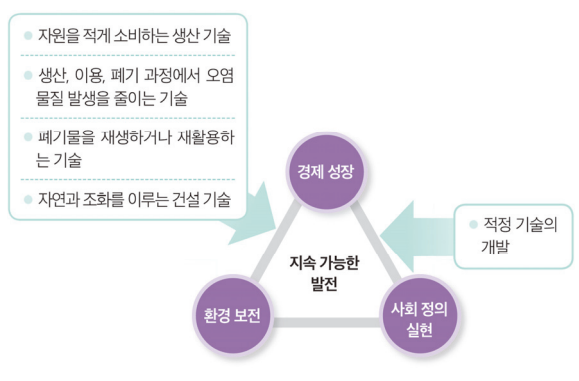 자원을 적게 소비하는 생산 기술
생산, 이용, 폐기 과정에서 오염
물질 발생을 줄이는 기술
폐기물을 재생하거나 재활용하
는 기술
자연과 조화를 이루는 건설 기술
경제 성장
적정 기술의
개발
지속 가능한
발전
환경 보전
사회 정의
실현